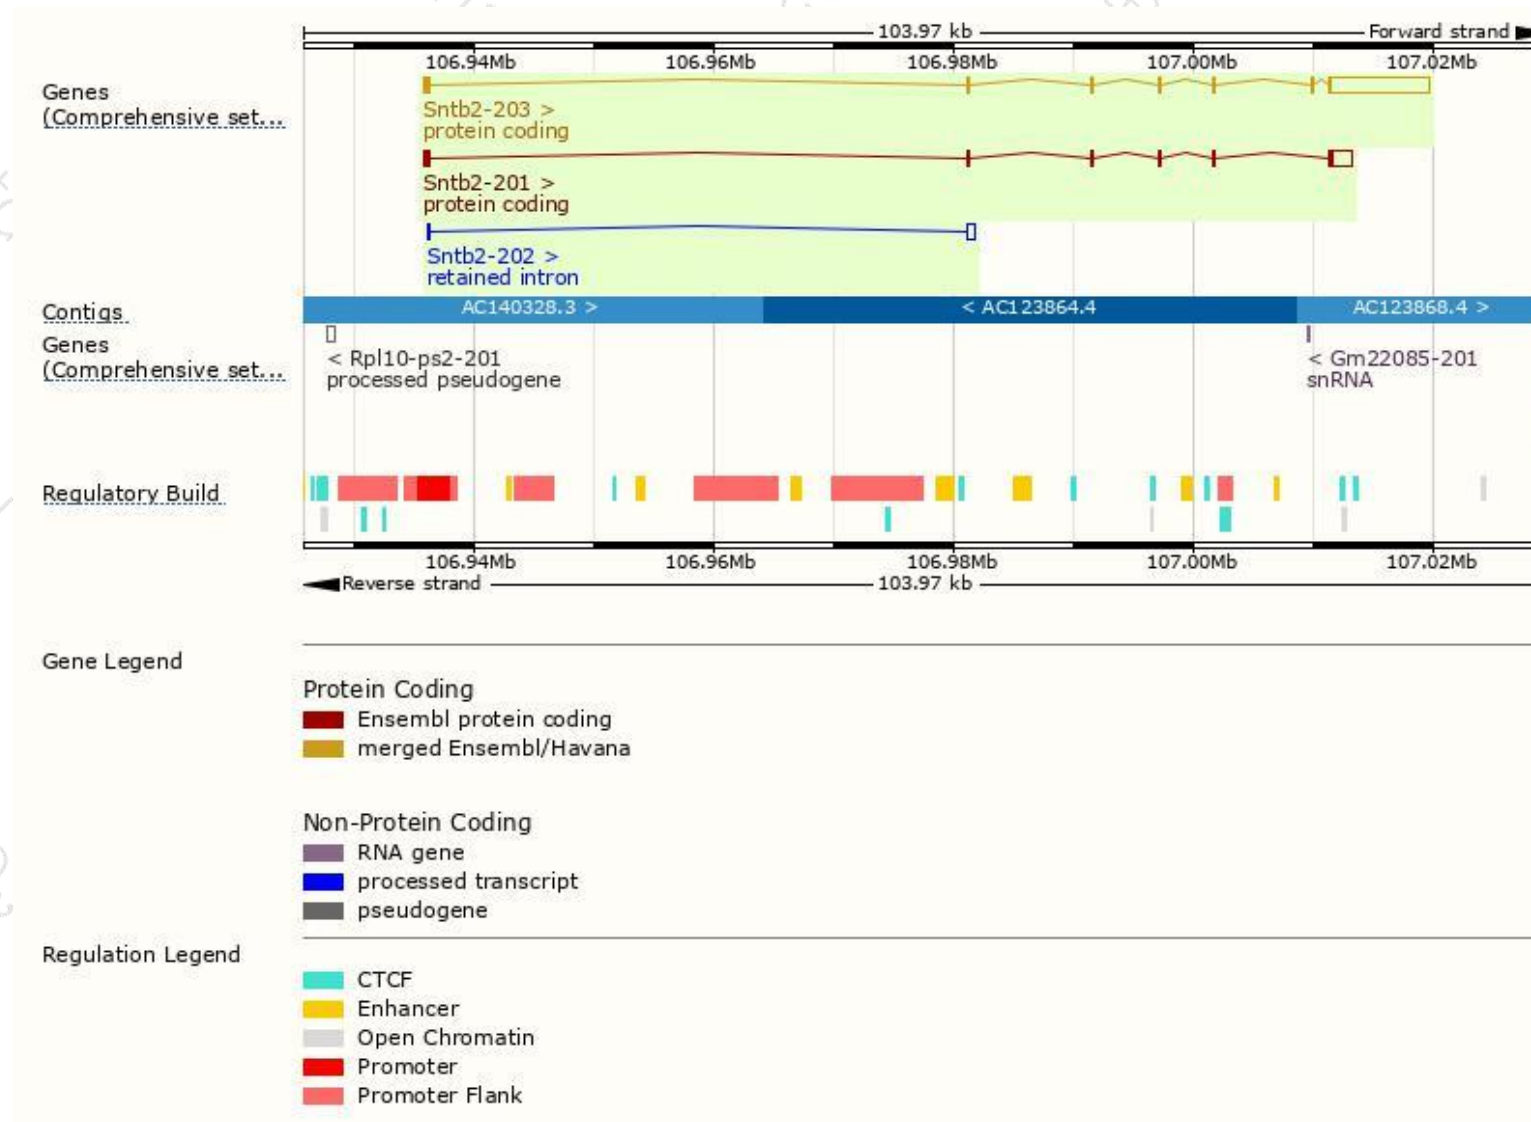 103.97 kb Forward strand
106.94Mb 106.96Mb 106.98Mb 107.00Mb 107.02Mb
Genes
(Comprehensive set...
Sntb2-203 >
protein coding
Sntb2-201 >
protein coding
Sntb2-202 >
retained intron
Contigs
AC140328.3 > < AC123864.4 AC123868.4 >
Genes
(Comprehensive set...
< Rpl10-ps2-201 < Gm22085-201
processed pseudogene snRNA
Regulatory Build
106.94Mb 106.96Mb 106.98Mb 107.00Mb 107.02Mb
Reverse strand 103.97 kb
Gene Legend
Protein Coding
Ensembl protein coding
merged Ensembl/Havana
Non-Protein Coding
RNA gene
processed transcript
pseudogene
Regulation Legend
CTCF
Enhancer
Open Chromatin
Promoter
Promoter Flank